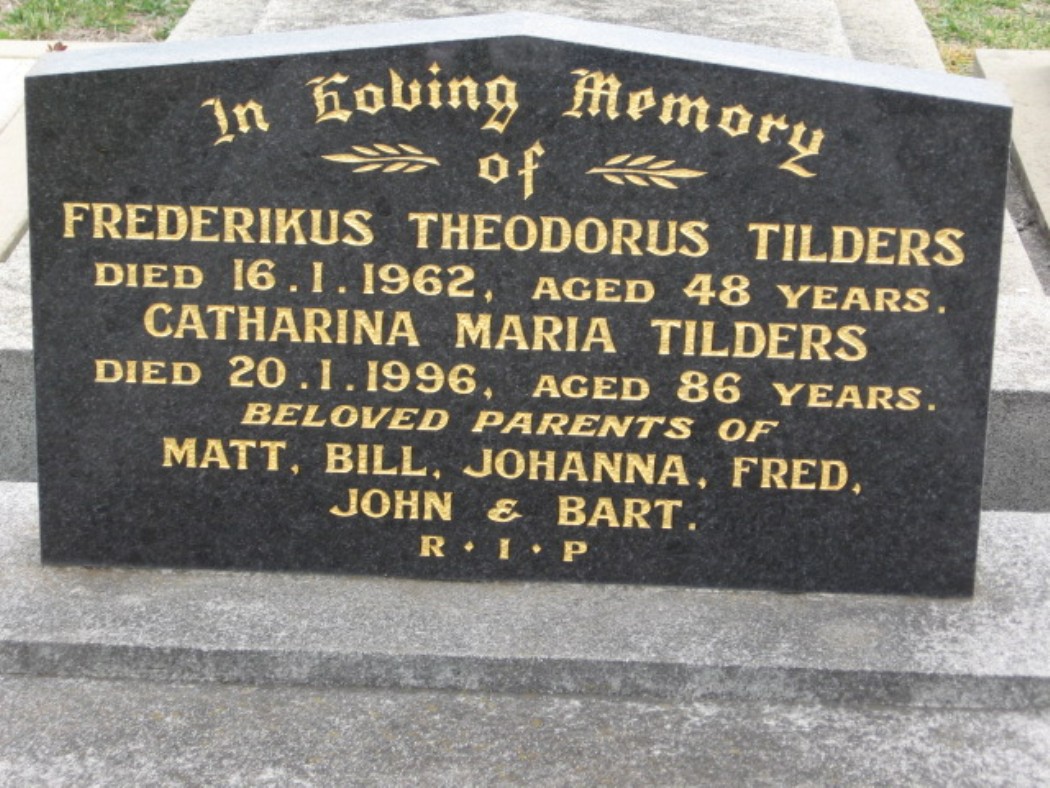 In Loving Memory
of
FREDERIKUS THEODORUS TILDERS
DIED 16.1.1962, AGED 48 YEARS.
CATHARINA MARIA TILDERS
DIED 20.1.1996, AGED 86 YEARS.
BELOVED PARENTS OF
MATT, BILL, JOHANNA, FRED,
JOHN & BART.
R·I·P